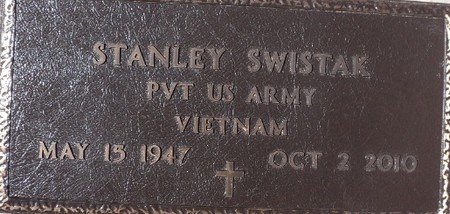 STANLEY SWISTAK
PVT US ARMY
VIETNAM
MAY 15 1947 OCT 2 2010